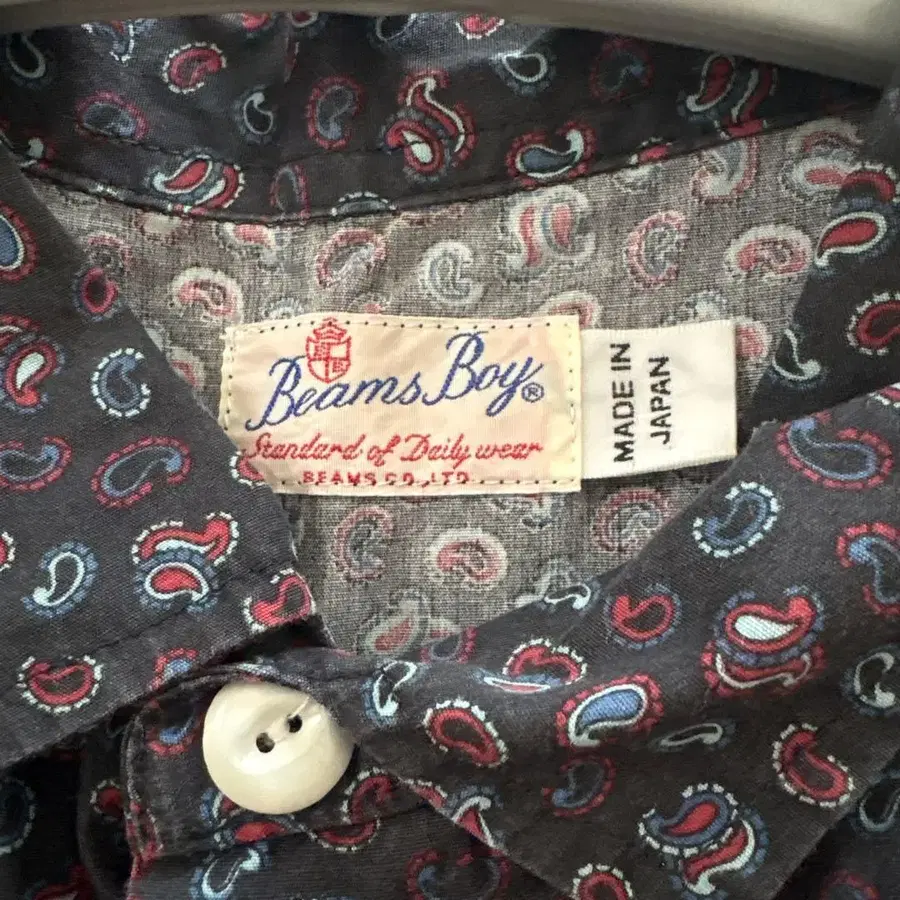 Beams Boy®
Standard of Daily wear
BEAMS CO., LTD.
MADE IN
JAPAN